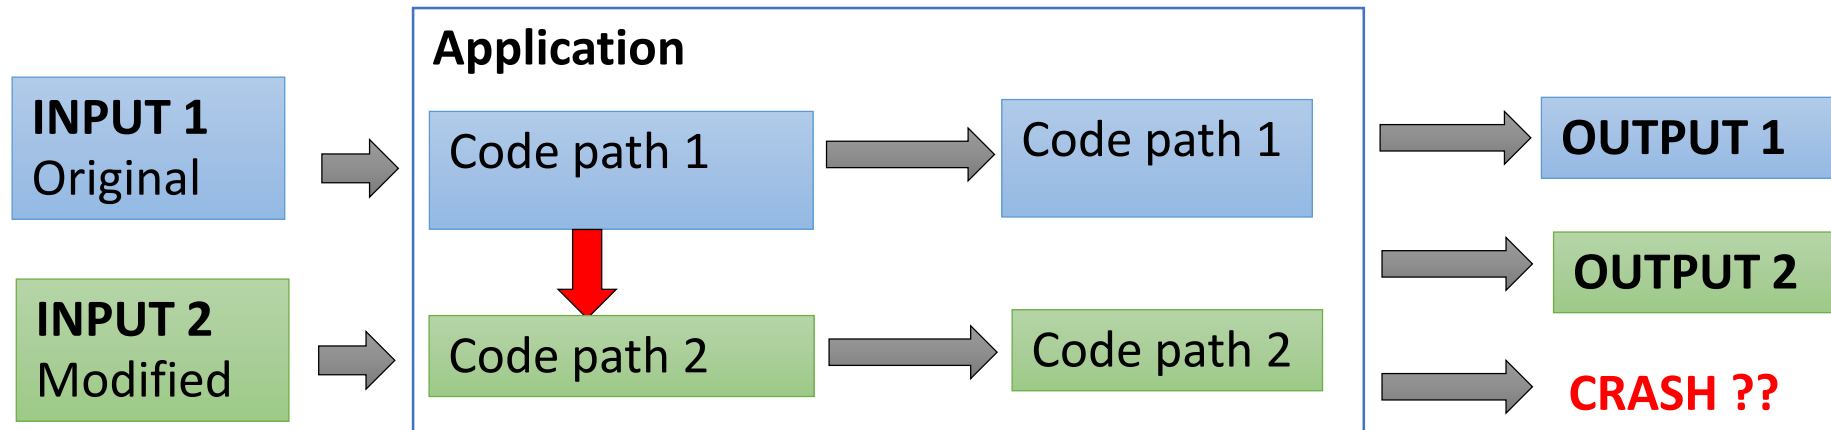 Application
INPUT 1
Original
Code path 1
Code path 1
OUTPUT 1
INPUT 2
Modified
Code path 2
Code path 2
OUTPUT 2
CRASH ??